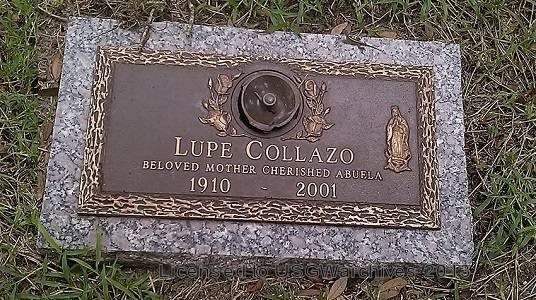 LUPE COLLAZO
BELOVED MOTHER CHERISHED ABUELA
1910 - 2001
Licensed to USGWarchives 2013